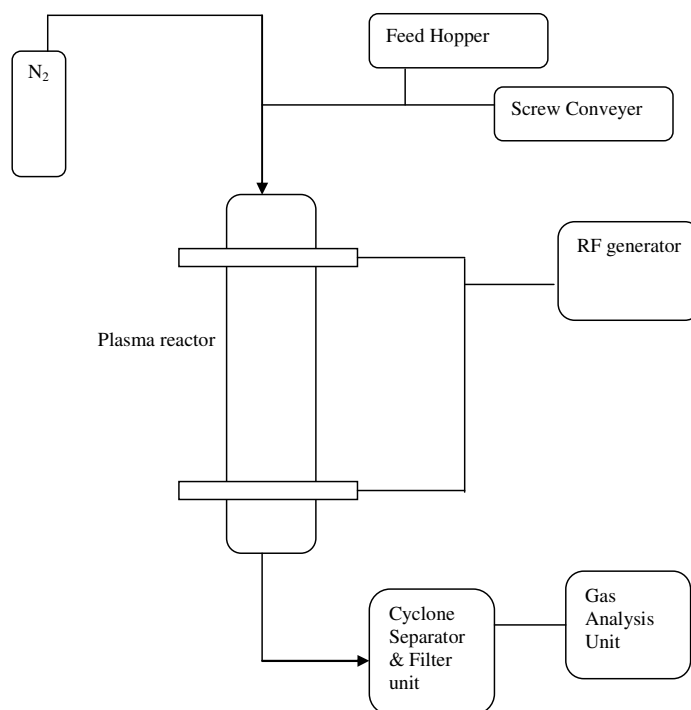 Feed Hopper
N₂
Screw Conveyer
RF generator
Plasma reactor
Cyclone
Separator
& Filter
unit
Gas
Analysis
Unit